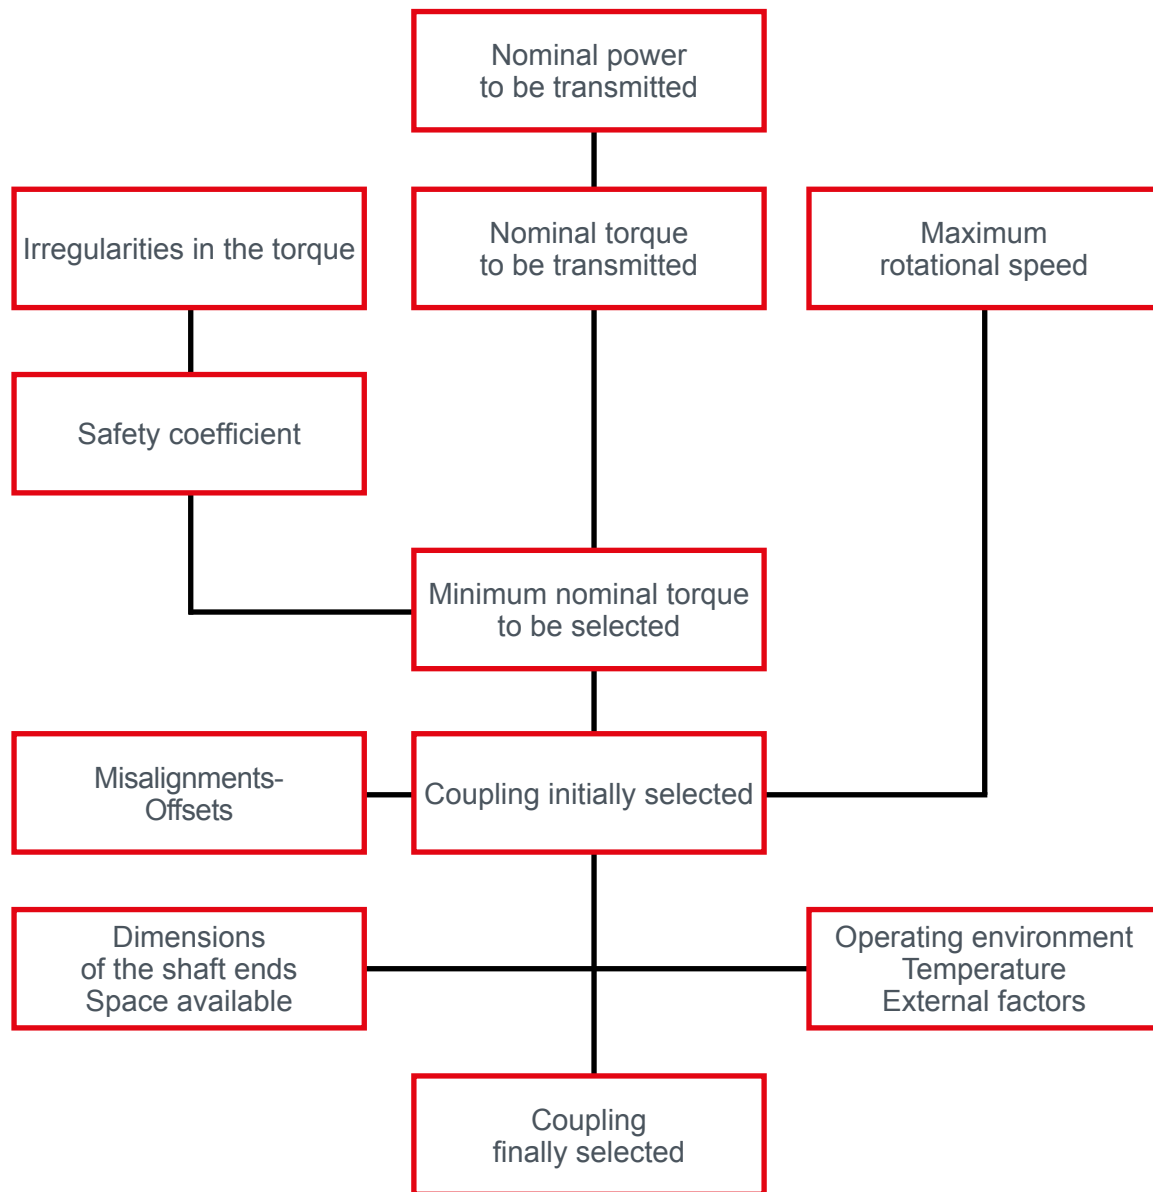 Nominal power
to be transmitted
Irregularities in the torque
Nominal torque
to be transmitted
Maximum
rotational speed
Safety coefficient
Minimum nominal torque
to be selected
Misalignments-
Offsets
Coupling initially selected
Dimensions
of the shaft ends
Space available
Operating environment
Temperature
External factors
Coupling
finally selected